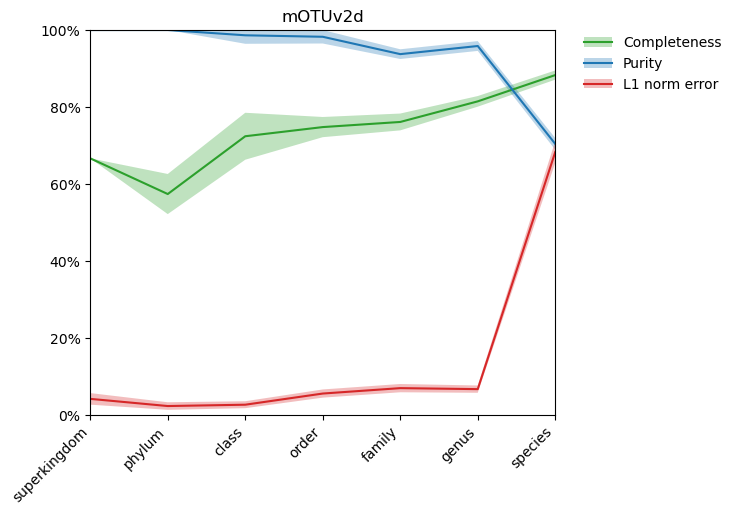 mOTUv2d
100%
80%
60%
40%
20%
0%
superkingdom
phylum
class
order
family
genus
species
Completeness
Purity
L1 norm error